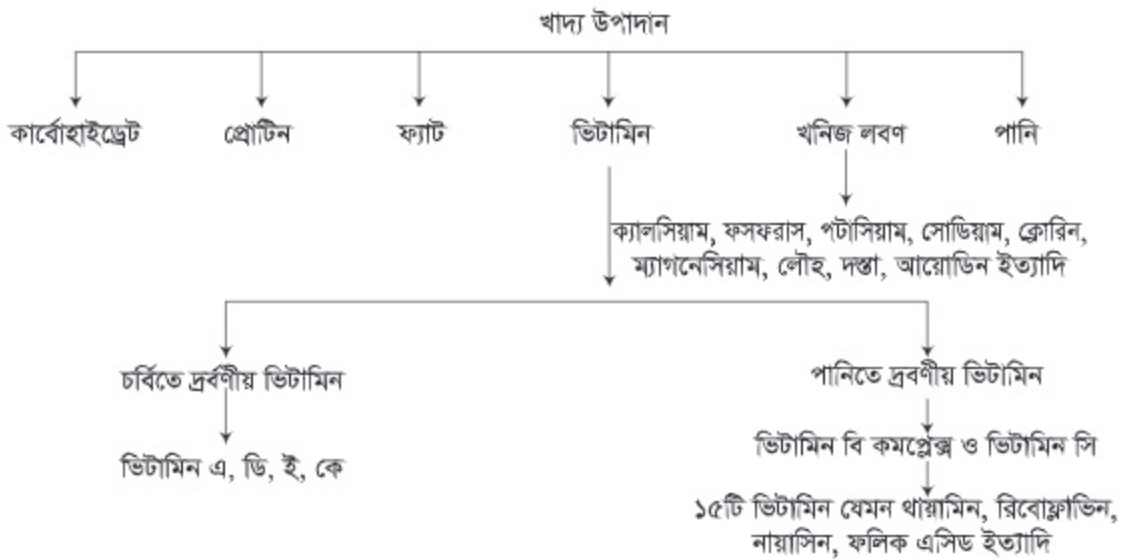 খাদ্য উপাদান
কার্বোহাইড্রেট প্রোটিন ফ্যাট ভিটামিন খনিজ লবণ পানি
ক্যালসিয়াম, ফসফরাস, পটাসিয়াম, সোডিয়াম, ক্লোরিন,
ম্যাগনেসিয়াম, লৌহ, দস্তা, আয়োডিন ইত্যাদি
চর্বিতে দ্রবণীয় ভিটামিন
পানিতে দ্রবণীয় ভিটামিন
ভিটামিন এ, ডি, ই, কে
ভিটামিন বি কমপ্লেক্স ও ভিটামিন সি
১৫টি ভিটামিন যেমন থায়ামিন, রিবোফ্লাভিন,
নায়াসিন, ফলিক এসিড ইত্যাদি